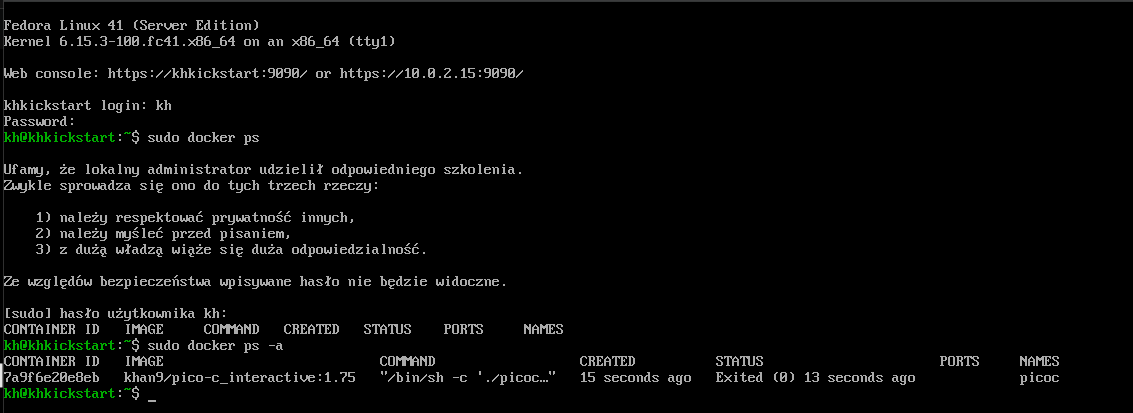 Fedora Linux 41 (Server Edition)
Kernel 6.15.3-100.fc41.x86_64 on an x86_64 (tty1)
Web console: https://khkickstart:9090/ or https://10.0.2.15:9090/
khkickstart login: kh
Password:
kh@khkickstart:~$ sudo docker ps
Ufamy, że lokalny administrator udzielił odpowiedniego szkolenia.
Zwykle sprowadza się ono do tych trzech rzeczy:
1) należy respektować prywatność innych,
2) należy myśleć przed pisaniem,
3) z dużą władzą wiąże się duża odpowiedzialność.
Ze względów bezpieczeństwa wpisywane hasło nie będzie widoczne.
[sudo] hasło użytkownika kh:
CONTAINER ID   IMAGE     COMMAND   CREATED   STATUS    PORTS     NAMES
kh@khkickstart:~$ sudo docker ps -a
CONTAINER ID   IMAGE                           COMMAND                  CREATED          STATUS                      PORTS     NAMES
7a9f6e20e8eb   khan9/pico-c_interactive:1.75   "/bin/sh -c './picoc…"   15 seconds ago   Exited (0) 13 seconds ago             picoc
kh@khkickstart:~$ _